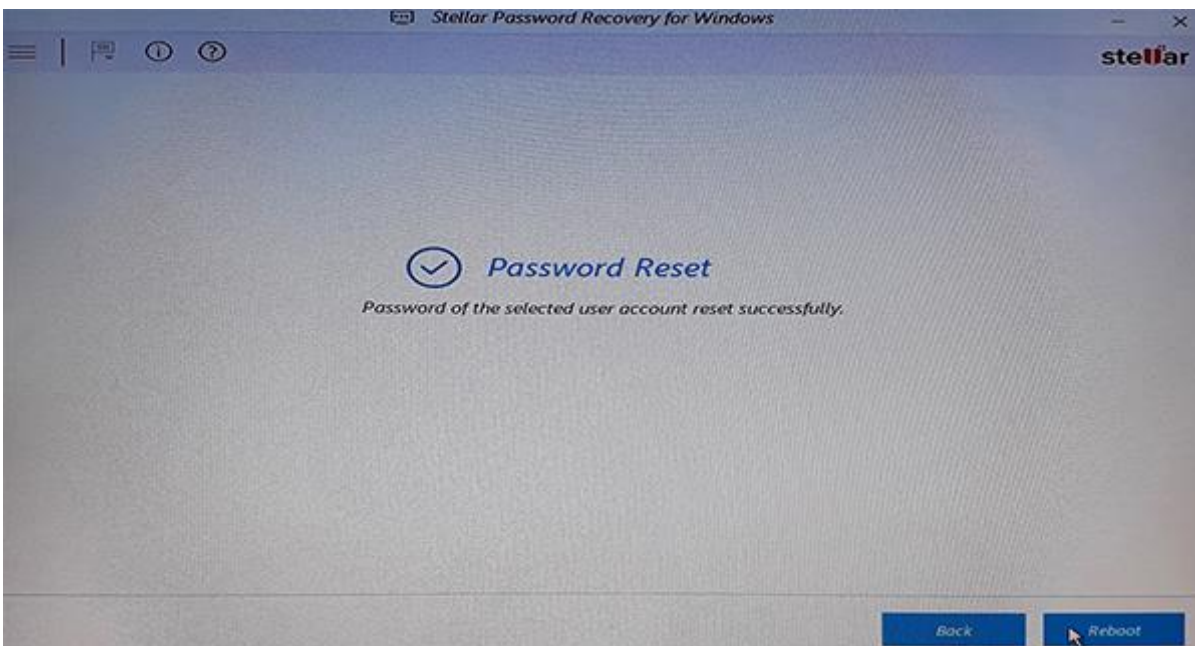 Stellar Password Recovery for Windows
stellar
Password Reset
Password of the selected user account reset successfully.
Back
Reboot